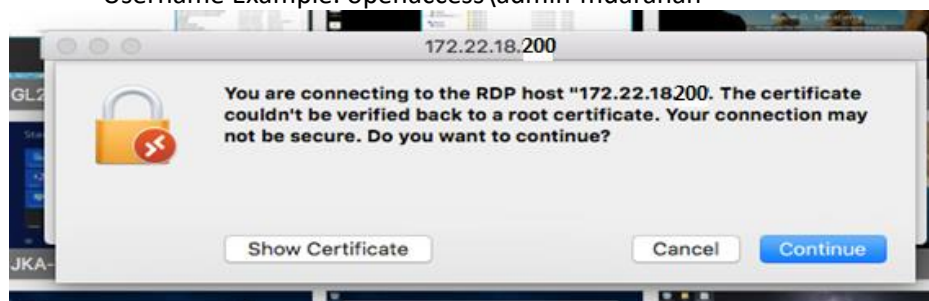 172.22.18.200
GL2
You are connecting to the RDP host "172.22.18.200. The certificate
couldn't be verified back to a root certificate. Your connection may
not be secure. Do you want to continue?
JKA-
Show Certificate
Cancel
Continue